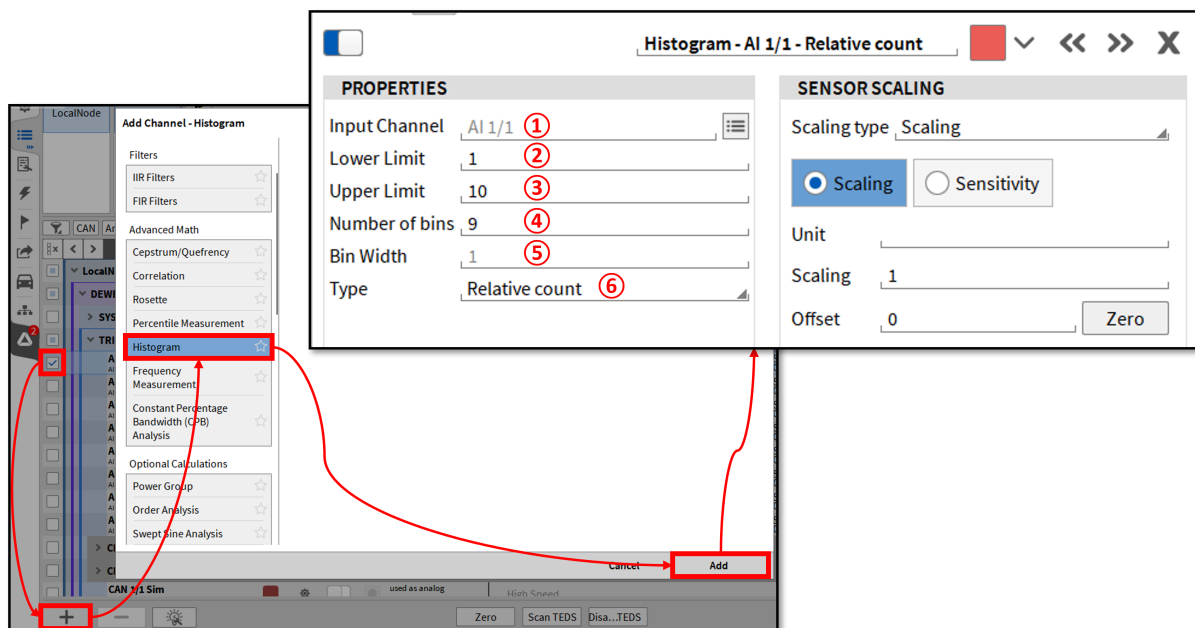 Histogram - AI 1/1 - Relative count
PROPERTIES
Input Channel AI 1/1 ①
Lower Limit 1 ②
Upper Limit 10 ③
Number of bins 9 ④
Bin Width 1 ⑤
Type Relative count ⑥
SENSOR SCALING
Scaling type Scaling
Scaling Sensitivity
Unit
Scaling 1
Offset 0 Zero
LocalNode
Add Channel - Histogram
Filters
IIR Filters
FIR Filters
Advanced Math
Cepstrum/Quefrency
Correlation
Rosette
Percentile Measurement
Histogram
Frequency
Measurement
Constant Percentage
Bandwidth (CPB)
Analysis
Optional Calculations
Power Group
Order Analysis
Swept Sine Analysis
Cancel Add
CAN
LocalN
DEWE
SYS
TRI
2
CAN 1/1 Sim
used as analog
High Speed
Zero Scan TEDS Disa...TEDS